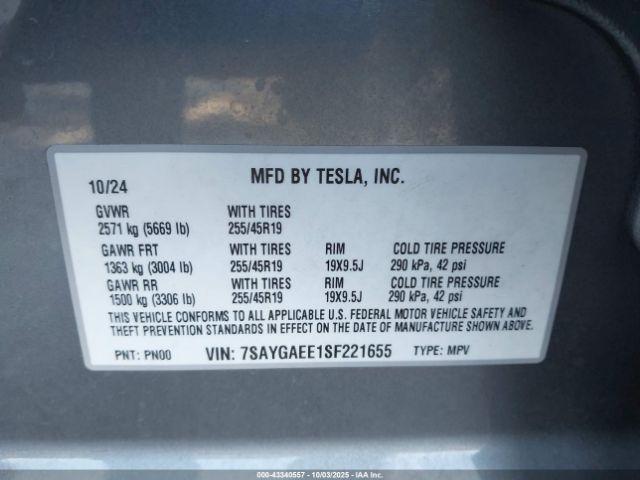 MFD BY TESLA, INC.
10/24
GVWR WITH TIRES
2571 kg (5669 lb) 255/45R19
GAWR FRT WITH TIRES RIM COLD TIRE PRESSURE
1363 kg (3004 lb) 255/45R19 19X9.5J 290 kPa, 42 psi
GAWR RR WITH TIRES RIM COLD TIRE PRESSURE
1500 kg (3306 lb) 255/45R19 19X9.5J 290 kPa, 42 psi
THIS VEHICLE CONFORMS TO ALL APPLICABLE U.S. FEDERAL MOTOR VEHICLE SAFETY AND
THEFT PREVENTION STANDARDS IN EFFECT ON THE DATE OF MANUFACTURE SHOWN ABOVE.
PNT: PN00 VIN: 7SAYGAEE1SF221655 TYPE: MPV
000-43340557 - 10/03/2025 - IAA Inc.